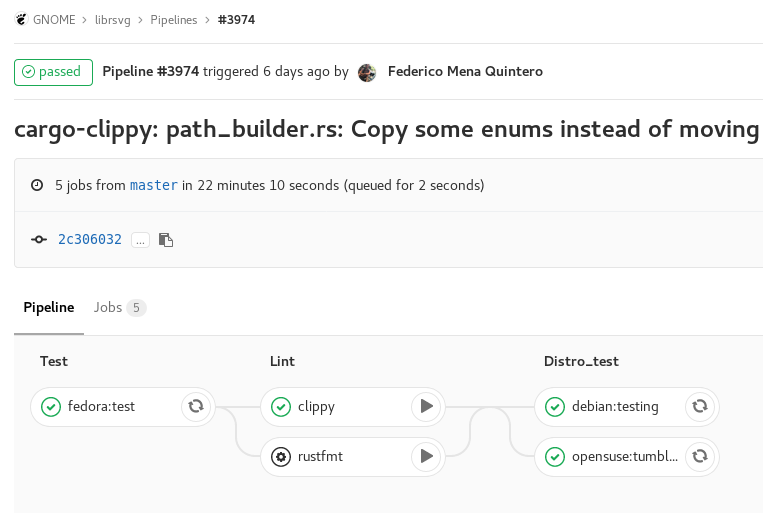 GNOME > librsvg > Pipelines > #3974
passed Pipeline #3974 triggered 6 days ago by Federico Mena Quintero
cargo-clippy: path_builder.rs: Copy some enums instead of moving
5 jobs from master in 22 minutes 10 seconds (queued for 2 seconds)
2c306032 ...
Pipeline Jobs 5
Test Lint Distro_test
fedora:test clippy debian:testing
rustfmt opensuse:tumbl...